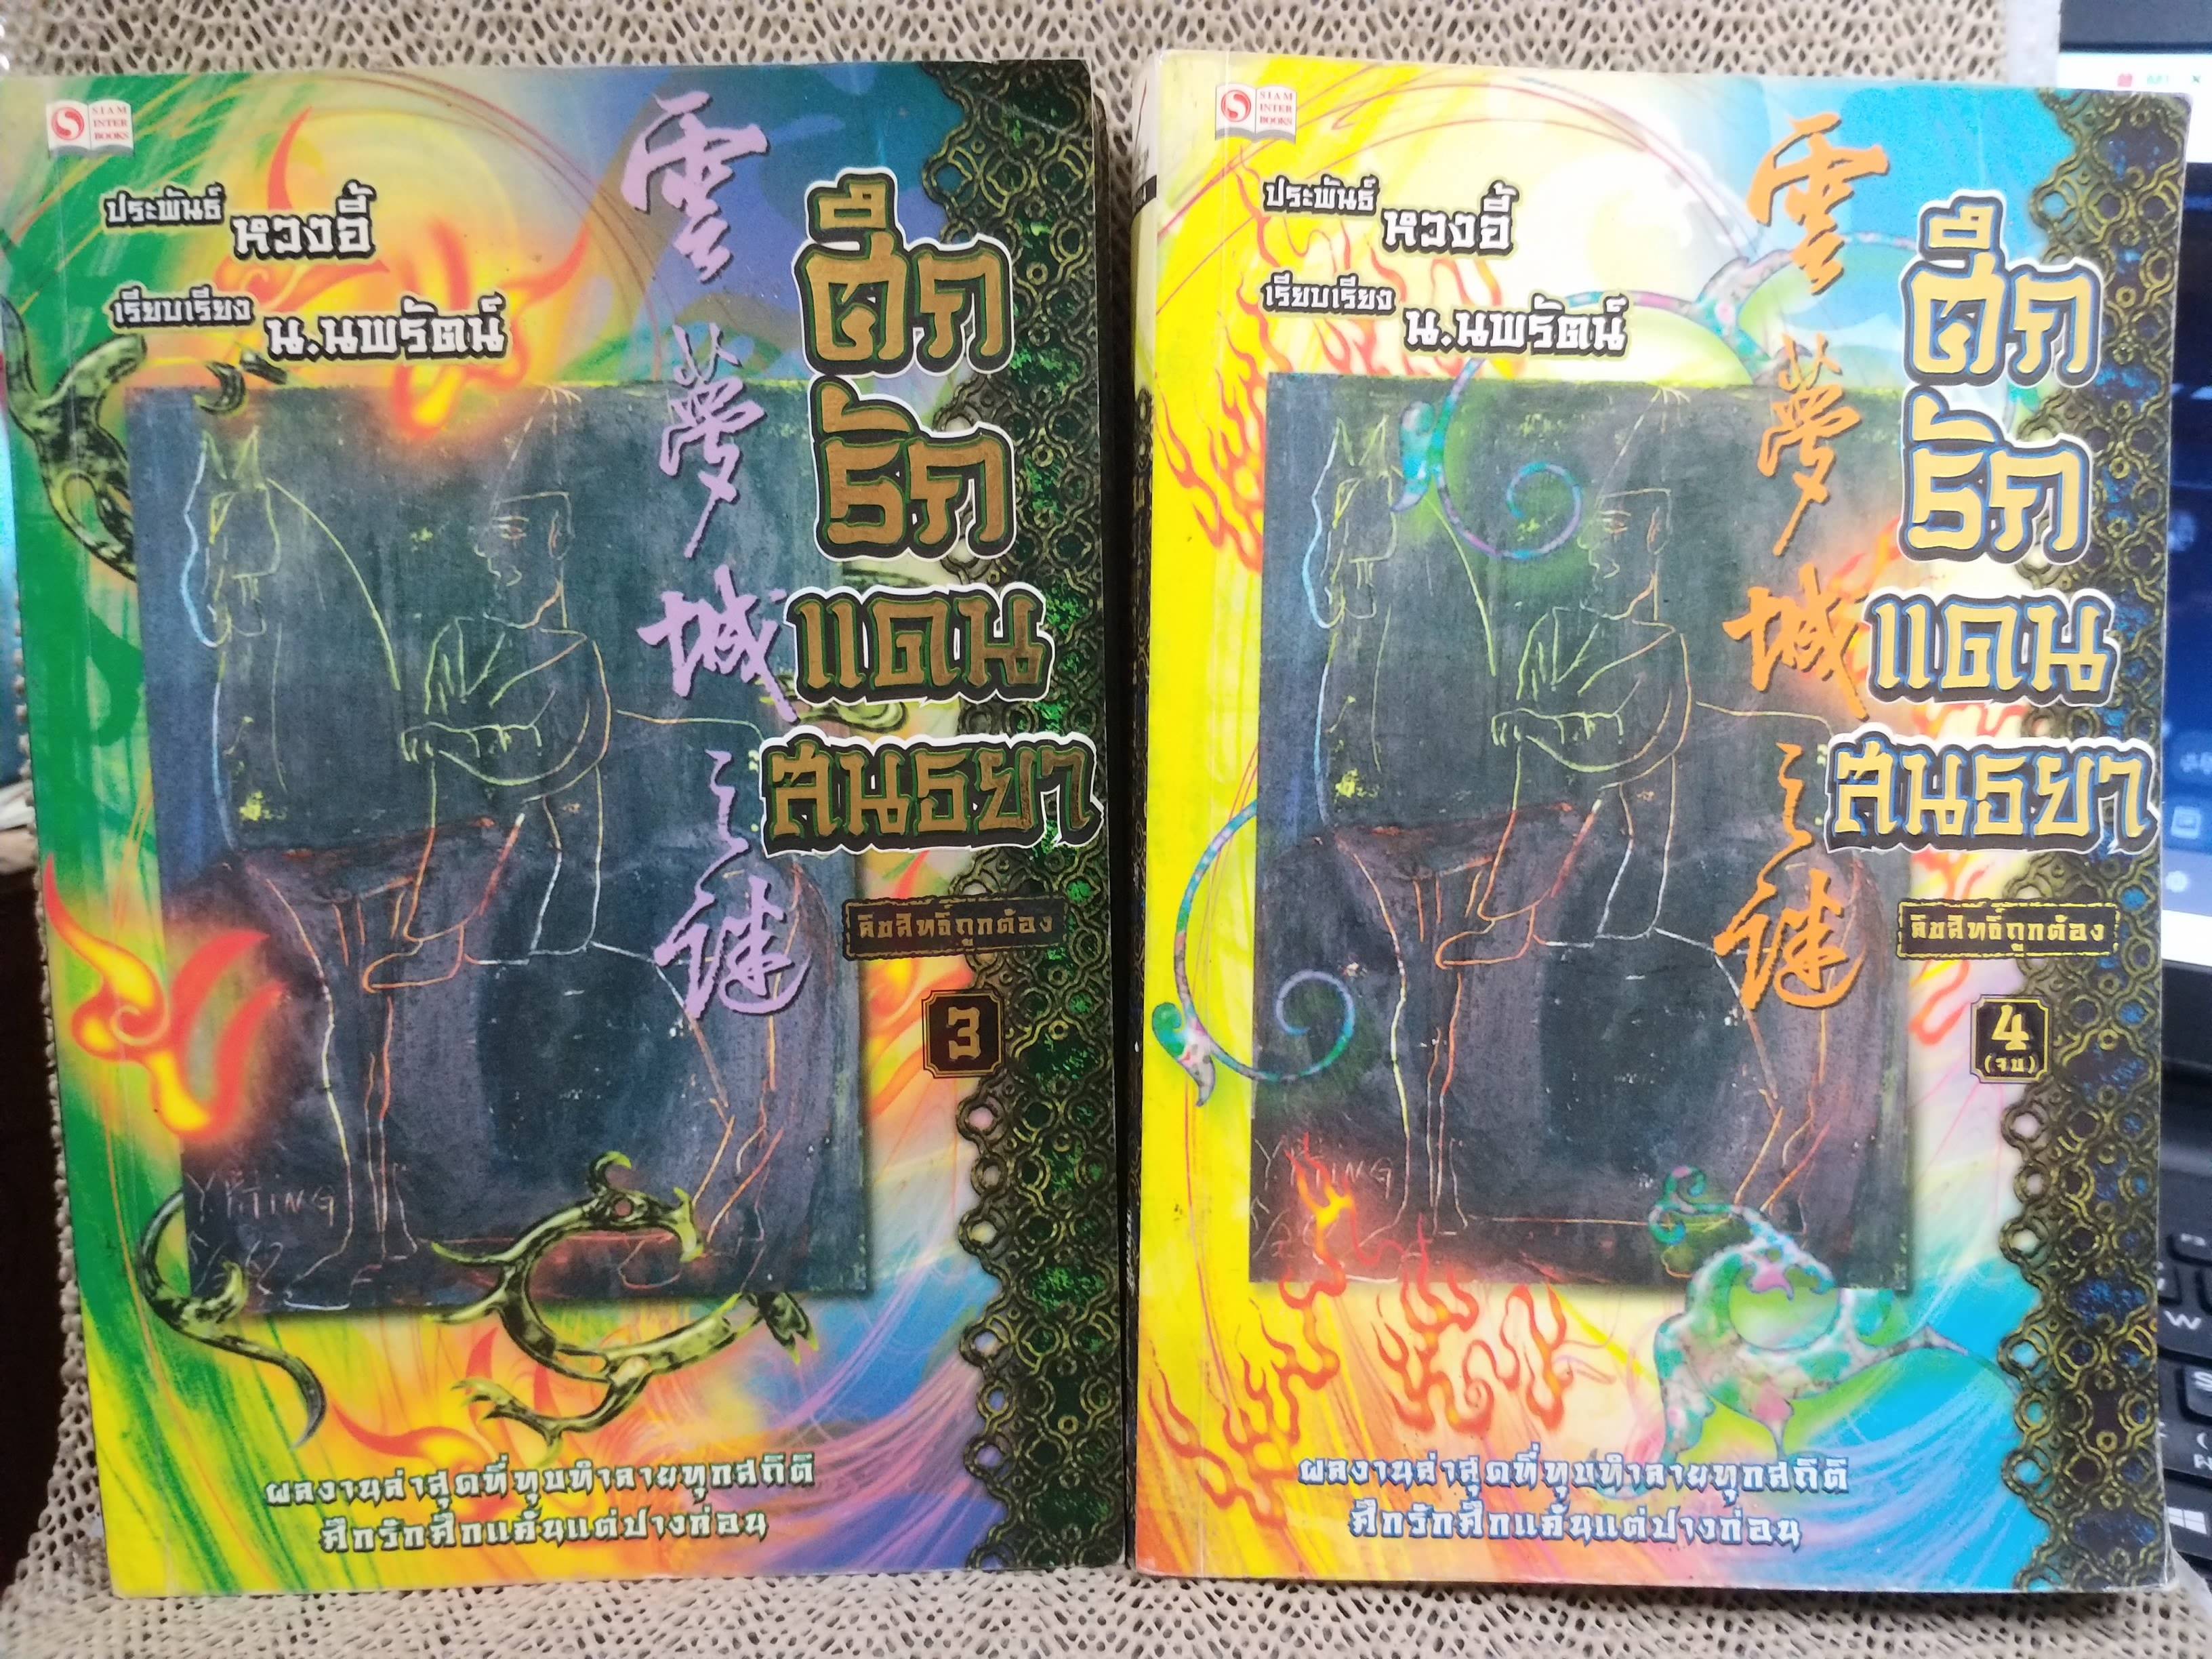 SIAM
INTER
BOOKS
ประพันธ์ หวงอี้
เรียบเรียง น.นพรัตน์
雲夢城之谜
ศึก
รัก
แดน
สนธยา
ลิขสิทธิ์ถูกต้อง
3
YITING
ผลงานล่าสุดที่ทุบทำลายทุกสถิติ
ศึกรักศึกแค้นแต่ปางก่อน
SIAM
INTER
BOOKS
ประพันธ์ หวงอี้
เรียบเรียง น.นพรัตน์
雲夢城之谜
ศึก
รัก
แดน
สนธยา
ลิขสิทธิ์ถูกต้อง
4
(จบ)
YITING
ผลงานล่าสุดที่ทุบทำลายทุกสถิติ
ศึกรักศึกแค้นแต่ปางก่อน